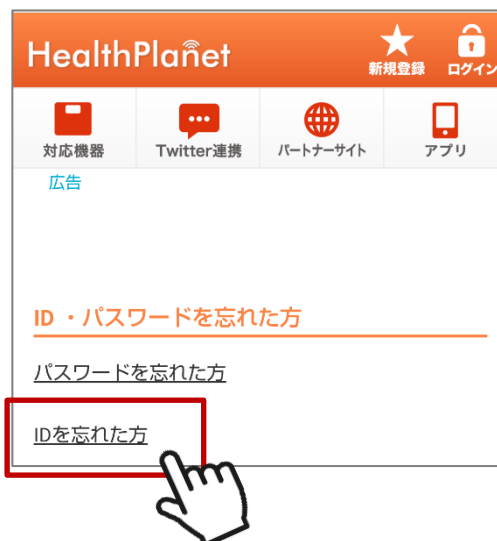 HealthPlanet
新規登録
ログイン
対応機器
Twitter連携
パートナーサイト
アプリ
広告
ID ・パスワードを忘れた方
パスワードを忘れた方
IDを忘れた方